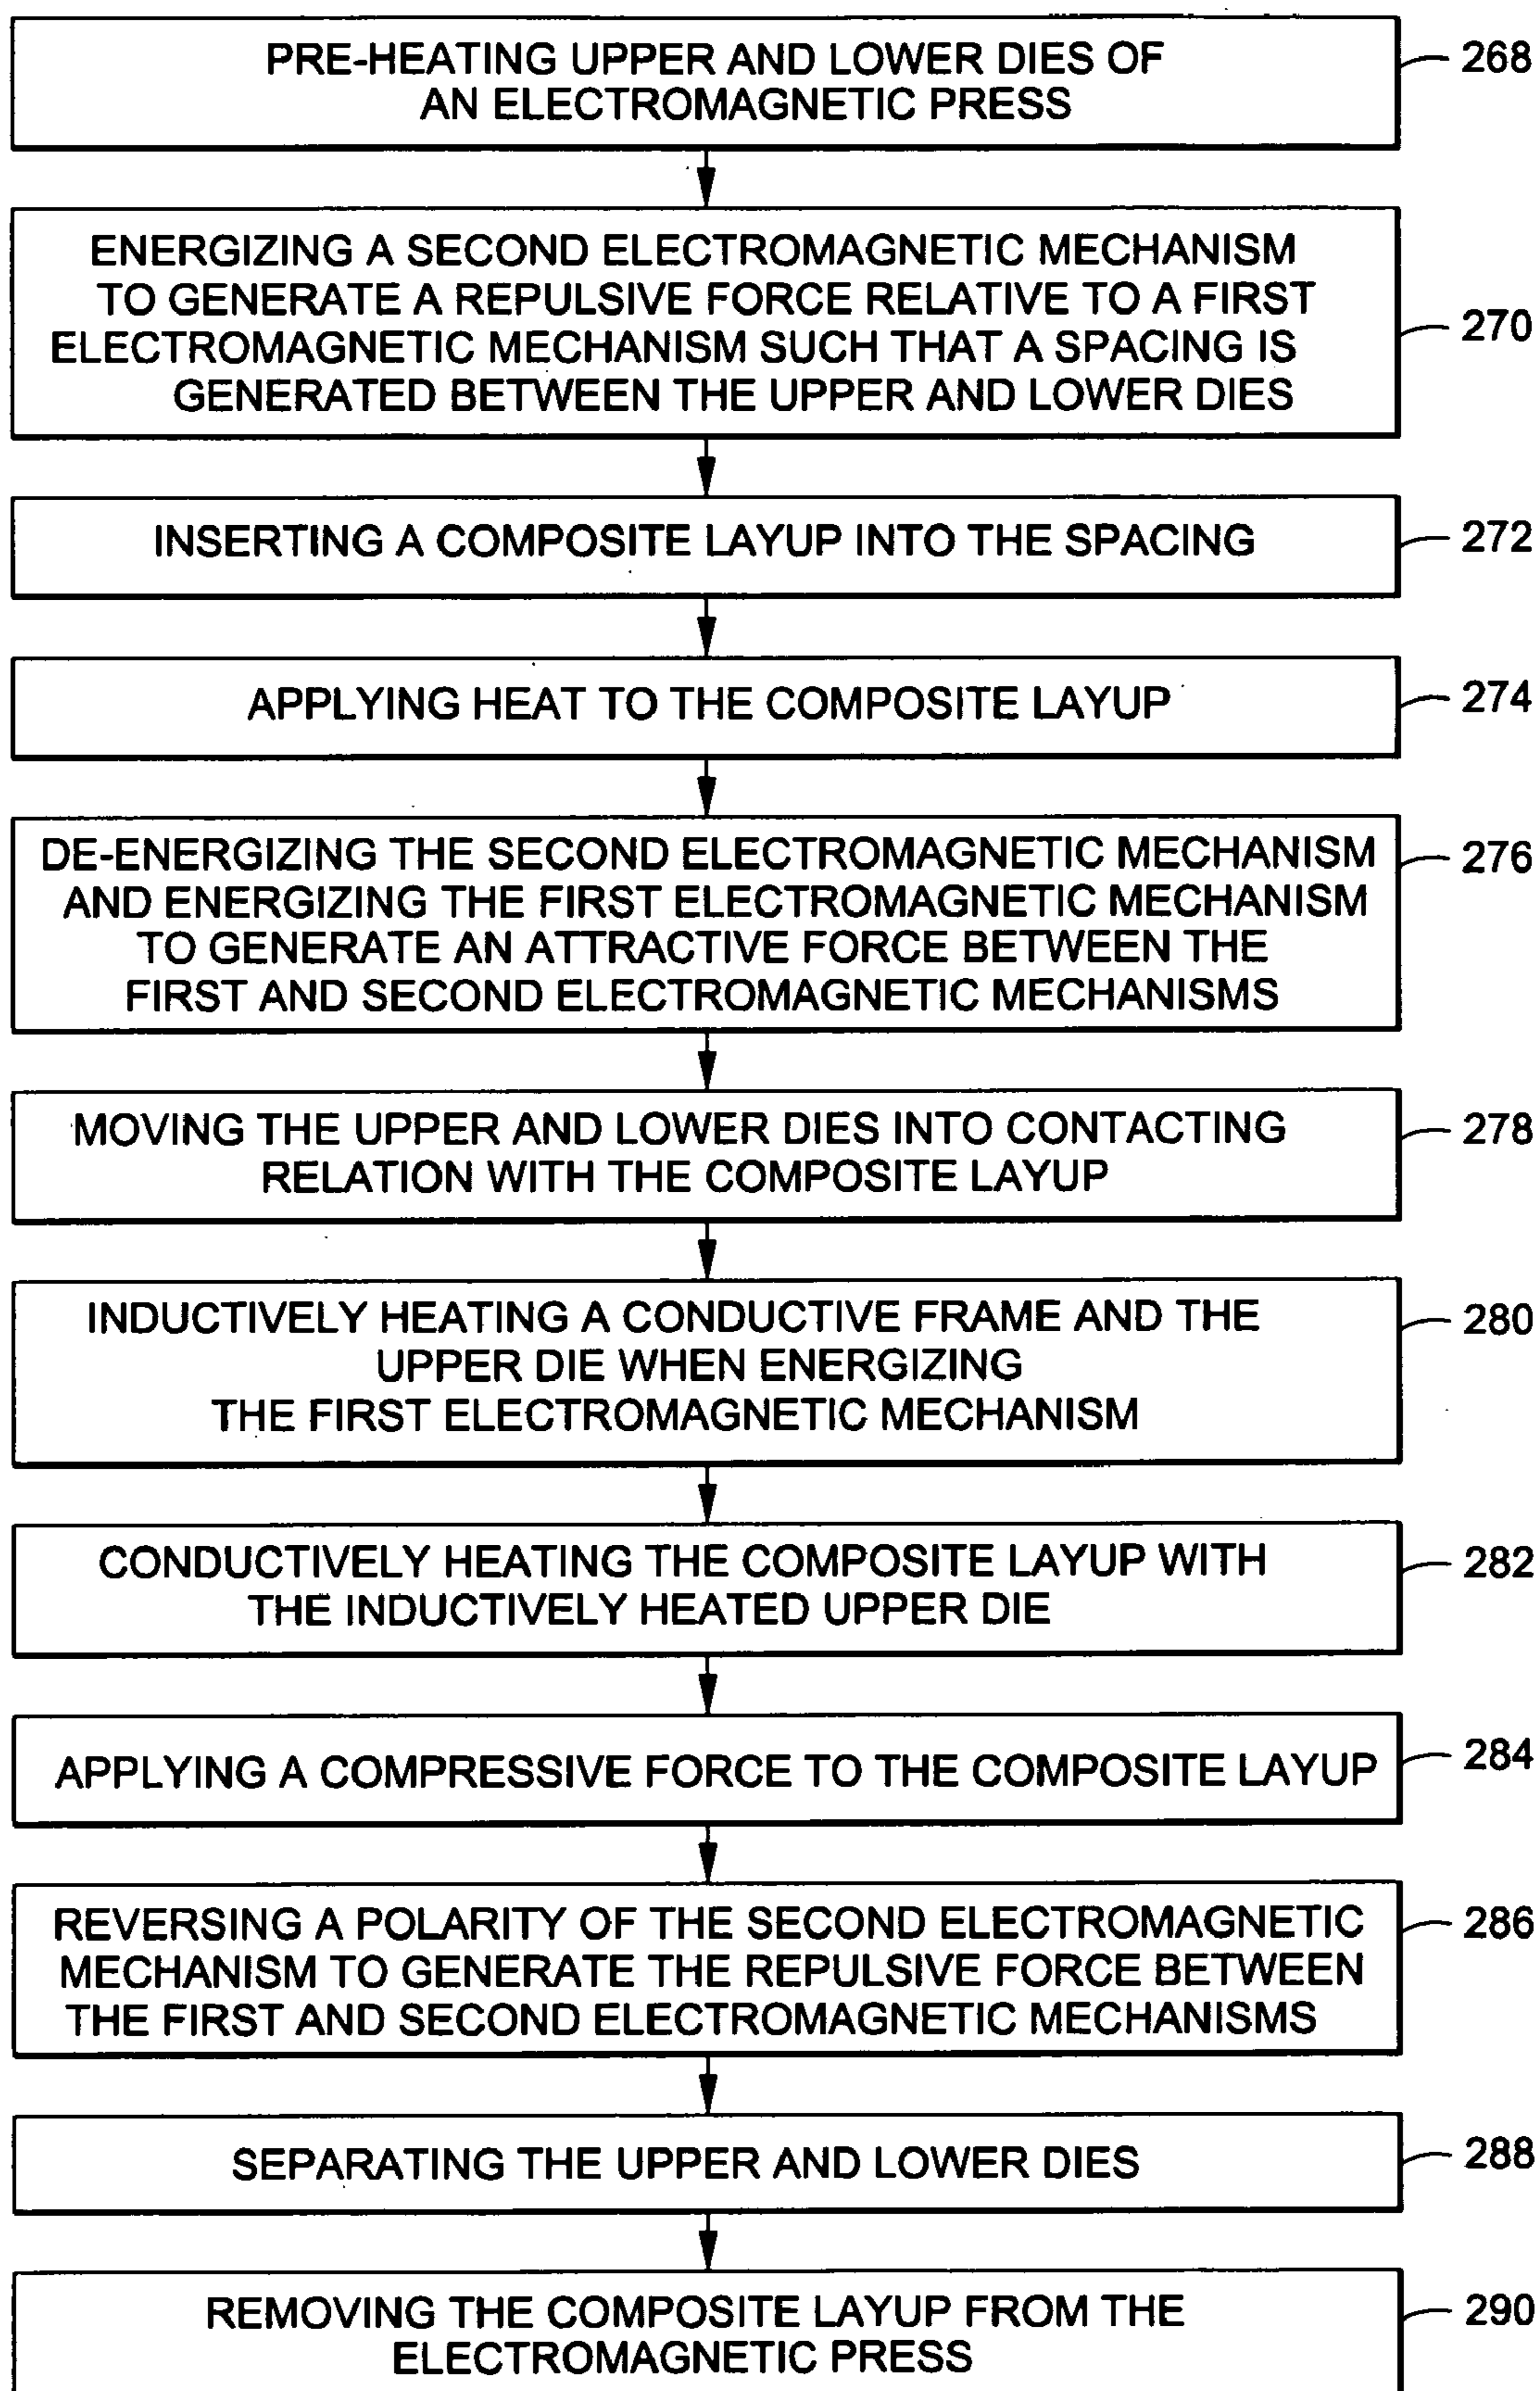 PRE-HEATING UPPER AND LOWER DIES OF
AN ELECTROMAGNETIC PRESS
268
ENERGIZING A SECOND ELECTROMAGNETIC MECHANISM
TO GENERATE A REPULSIVE FORCE RELATIVE TO A FIRST
ELECTROMAGNETIC MECHANISM SUCH THAT A SPACING IS
GENERATED BETWEEN THE UPPER AND LOWER DIES
270
INSERTING A COMPOSITE LAYUP INTO THE SPACING
272
APPLYING HEAT TO THE COMPOSITE LAYUP
274
DE-ENERGIZING THE SECOND ELECTROMAGNETIC MECHANISM
AND ENERGIZING THE FIRST ELECTROMAGNETIC MECHANISM
TO GENERATE AN ATTRACTIVE FORCE BETWEEN THE
FIRST AND SECOND ELECTROMAGNETIC MECHANISMS
276
MOVING THE UPPER AND LOWER DIES INTO CONTACTING
RELATION WITH THE COMPOSITE LAYUP
278
INDUCTIVELY HEATING A CONDUCTIVE FRAME AND THE
UPPER DIE WHEN ENERGIZING
THE FIRST ELECTROMAGNETIC MECHANISM
280
CONDUCTIVELY HEATING THE COMPOSITE LAYUP WITH
THE INDUCTIVELY HEATED UPPER DIE
282
APPLYING A COMPRESSIVE FORCE TO THE COMPOSITE LAYUP
284
REVERSING A POLARITY OF THE SECOND ELECTROMAGNETIC
MECHANISM TO GENERATE THE REPULSIVE FORCE BETWEEN
THE FIRST AND SECOND ELECTROMAGNETIC MECHANISMS
286
SEPARATING THE UPPER AND LOWER DIES
288
REMOVING THE COMPOSITE LAYUP FROM THE
ELECTROMAGNETIC PRESS
290